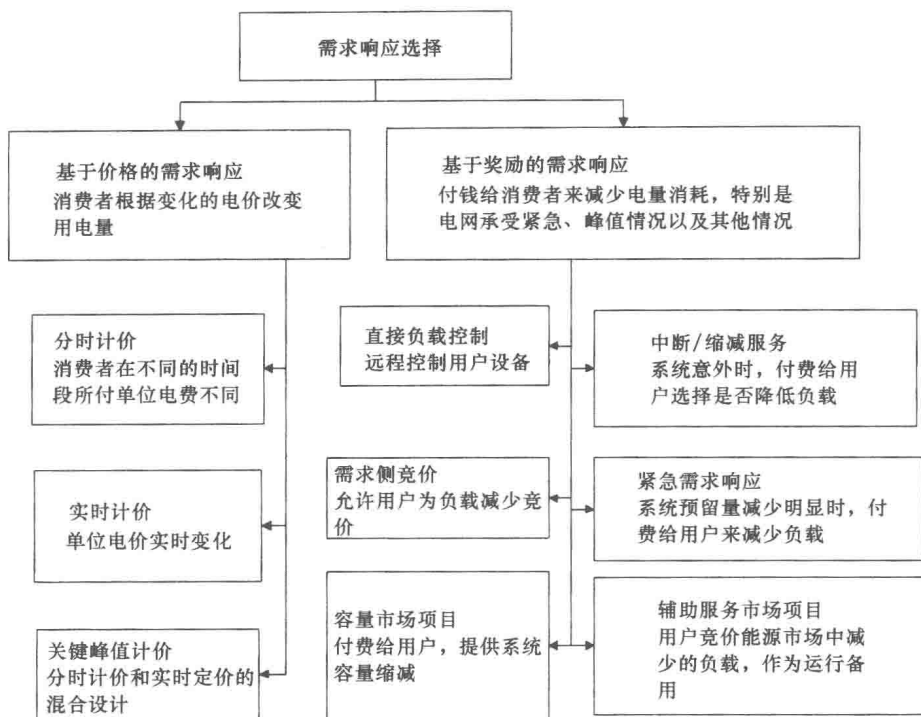 需求响应选择
基于价格的需求响应
消费者根据变化的电价改变
用电量
基于奖励的需求响应
付钱给消费者来减少电量消耗，特别是
电网承受紧急、峰值情况以及其他情况
分时计价
消费者在不同的时间
段所付单位电费不同
直接负载控制
远程控制用户设备
中断/缩减服务
系统意外时，付费给用
户选择是否降低负载
实时计价
单位电价实时变化
需求侧竞价
允许用户为负载减少竞
价
紧急需求响应
系统预留量减少明显时，付
费给用户来减少负载
关键峰值计价
分时计价和实时定价的
混合设计
容量市场项目
付费给用户，提供系统
容量缩减
辅助服务市场项目
用户竞价能源市场中减
少的负载，作为运行备
用